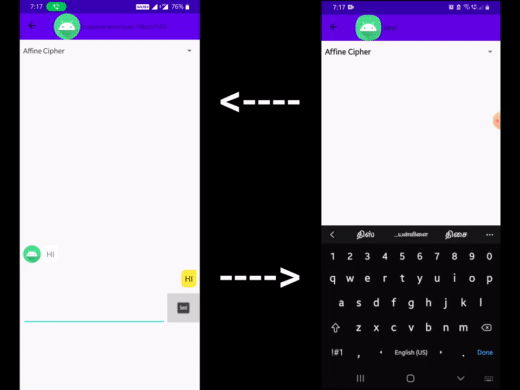 7:17
76%
Affine Cipher
HI
HI
<----
---->
7:17
Affine Cipher
திஸ்
திசை
1 2 3 4 5 6 7 8 9 0
q w e r t y u i o p
a s d f g h j k l
z x c v b n m
!#1 , English (US) . Done